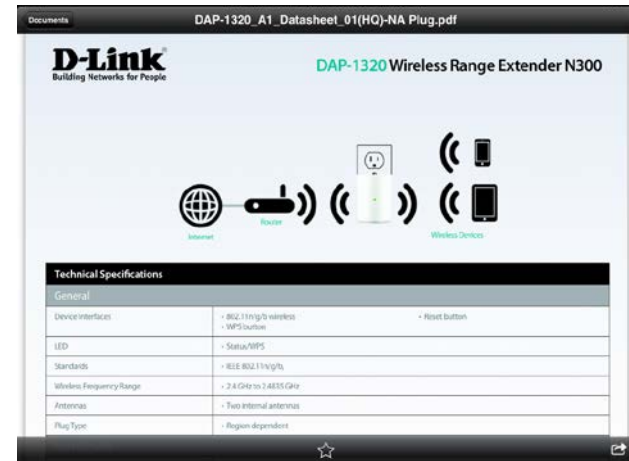 Documents
DAP-1320_A1_Datasheet_01(HQ)-NA Plug.pdf
D-Link
Building Networks for People
DAP-1320 Wireless Range Extender N300
Internet
Router
Wireless Devices
Technical Specifications
General
Device Interfaces
• 802.11n/g/b wireless
• WPS button
• Reset button
LED
• Status/WPS
Standards
• IEEE 802.11n/g/b,
Wireless Frequency Range
• 2.4 GHz to 2.4835 GHz
Antennas
• Two internal antennas
Plug Type
• Region dependent